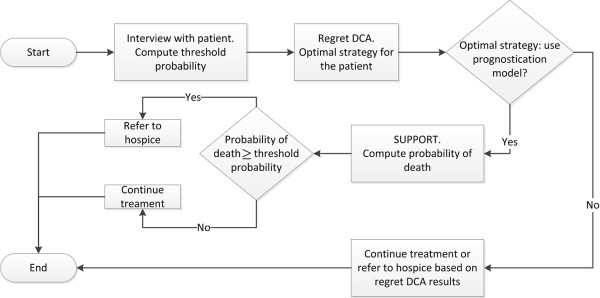 Start
Interview with patient.
Compute threshold
probability
Regret DCA.
Optimal strategy for
the patient
Optimal strategy: use
prognostication
model?
Yes
No
SUPPORT.
Compute probability of
death
Probability of
death ≥ threshold
probability
Yes
Refer to
hospice
No
Continue
treament
Continue treatment or
refer to hospice based on
regret DCA results
End